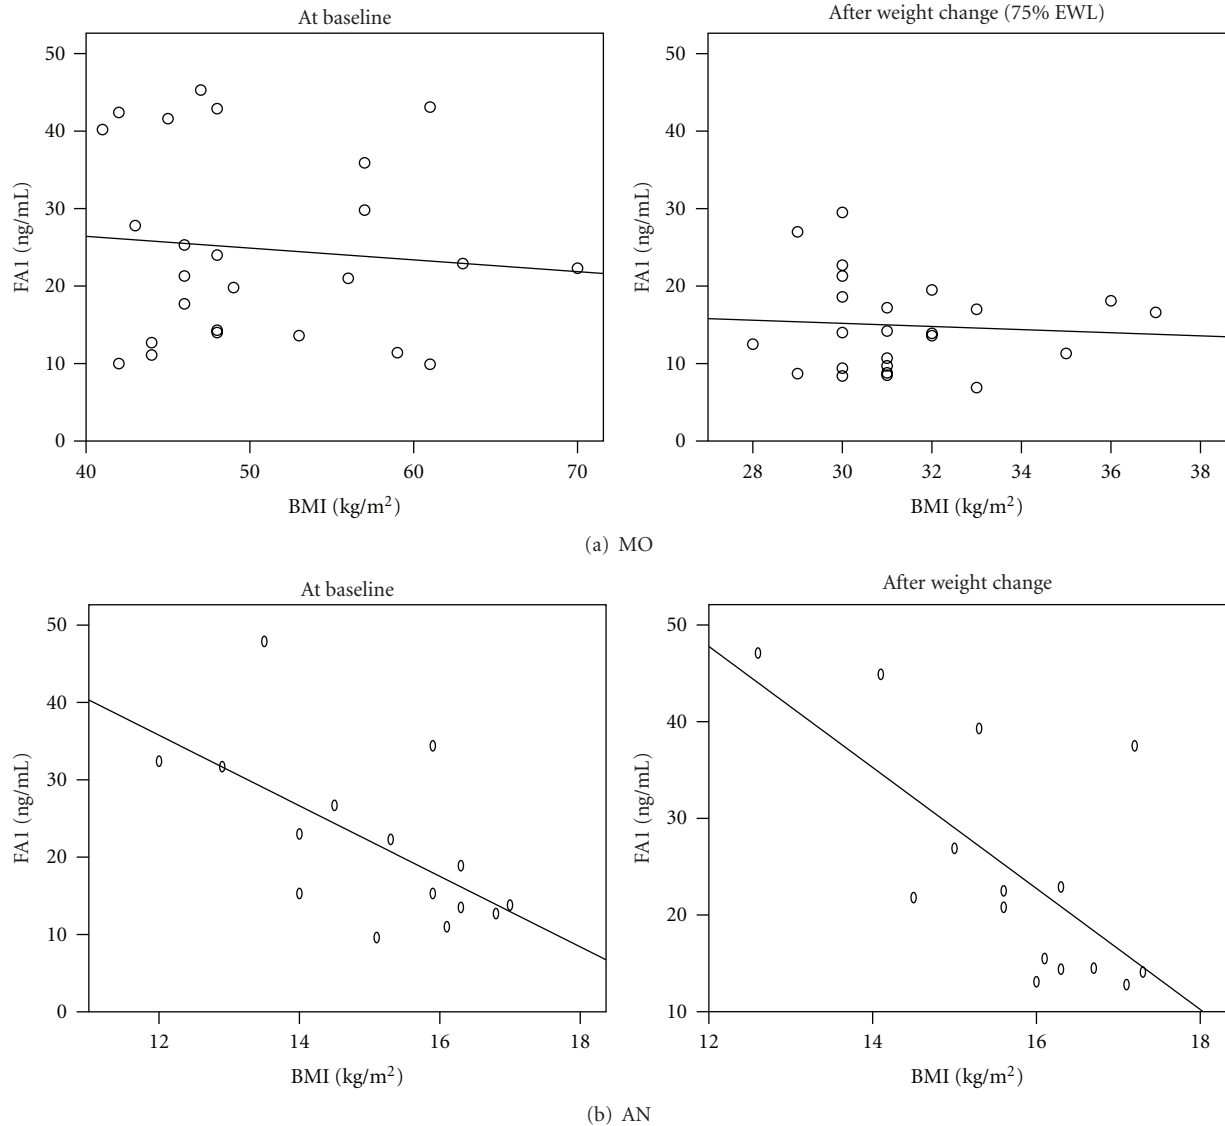 At baseline
50
40
30
20
10
0
FA1 (ng/mL)
40 50 60 70
BMI (kg/m²)
After weight change (75% EWL)
50
40
30
20
10
0
FA1 (ng/mL)
28 30 32 34 36 38
BMI (kg/m²)
(a) MO
At baseline
50
40
30
20
10
0
FA1 (ng/mL)
12 14 16 18
BMI (kg/m²)
After weight change
50
40
30
20
10
FA1 (ng/mL)
12 14 16 18
BMI (kg/m²)
(b) AN